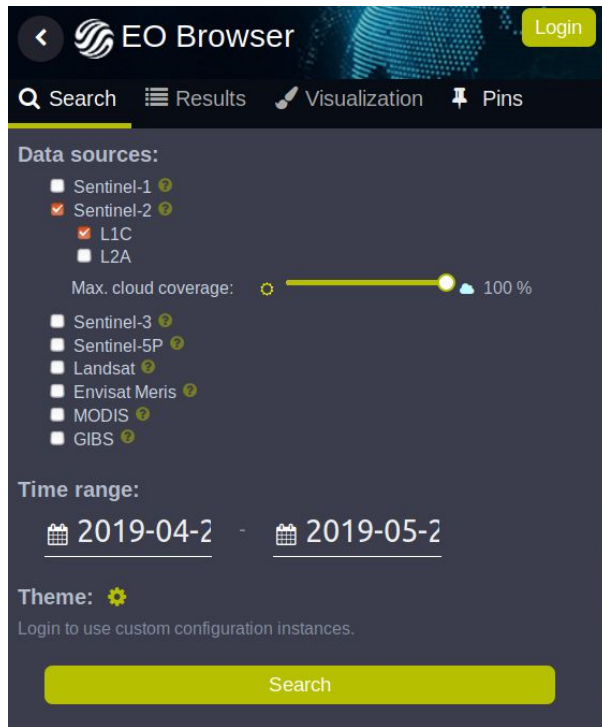 EO Browser
Login
Search Results Visualization Pins
Data sources:
Sentinel-1 ?
Sentinel-2 ?
L1C
L2A
Max. cloud coverage: 100 %
Sentinel-3 ?
Sentinel-5P ?
Landsat ?
Envisat Meris ?
MODIS ?
GIBS ?
Time range:
2019-04-2 - 2019-05-2
Theme:
Login to use custom configuration instances.
Search